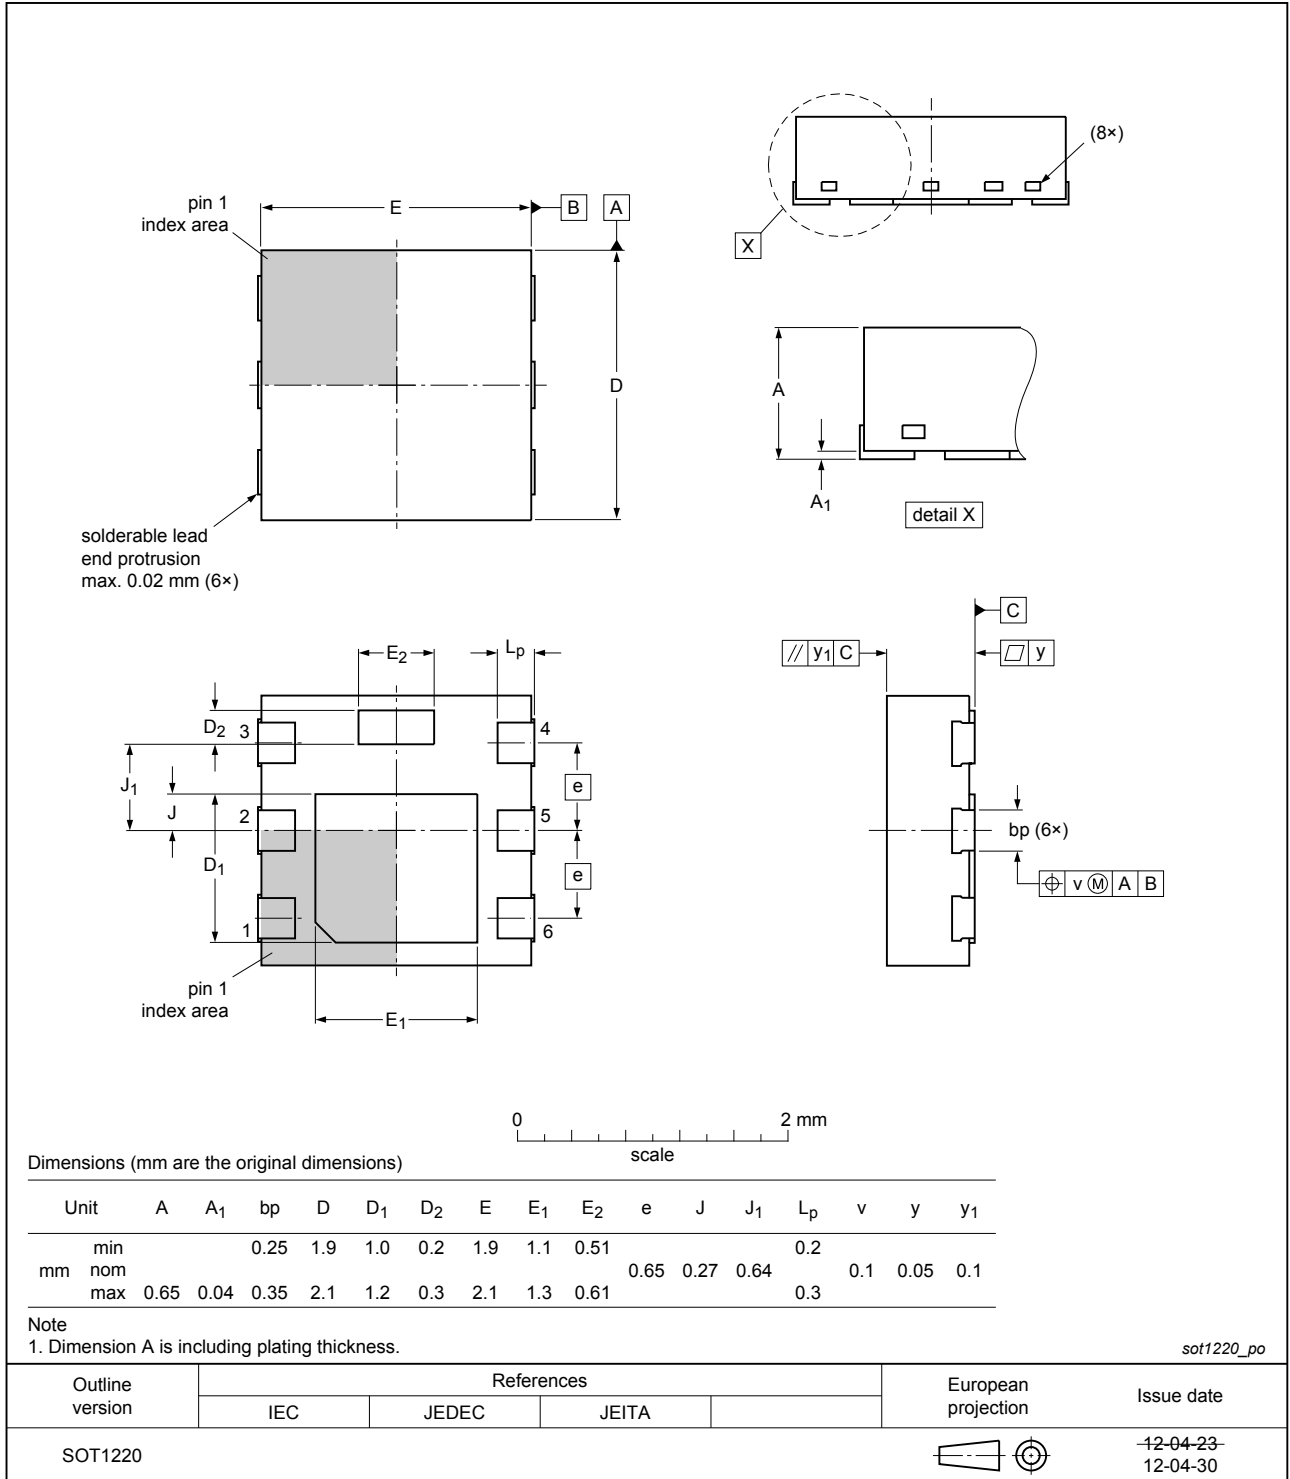 (8×)
pin 1
index area
E
B
A
X
D
A
A1
detail X
solderable lead
end protrusion
max. 0.02 mm (6×)
C
E2
Lp
// y1 C
y
D2
3
4
J1
e
J
2
5
bp (6×)
D1
e
v M A B
1
6
pin 1
index area
E1
0
2 mm
scale
Dimensions (mm are the original dimensions)
Unit A A1 bp D D1 D2 E E1 E2 e J J1 Lp v y y1
min 0.25 1.9 1.0 0.2 1.9 1.1 0.51 0.2
mm nom 0.65 0.27 0.64 0.1 0.05 0.1
max 0.65 0.04 0.35 2.1 1.2 0.3 2.1 1.3 0.61 0.3
Note
1. Dimension A is including plating thickness.
sot1220_po
Outline version References European projection Issue date
IEC JEDEC JEITA
SOT1220
12-04-23
12-04-30